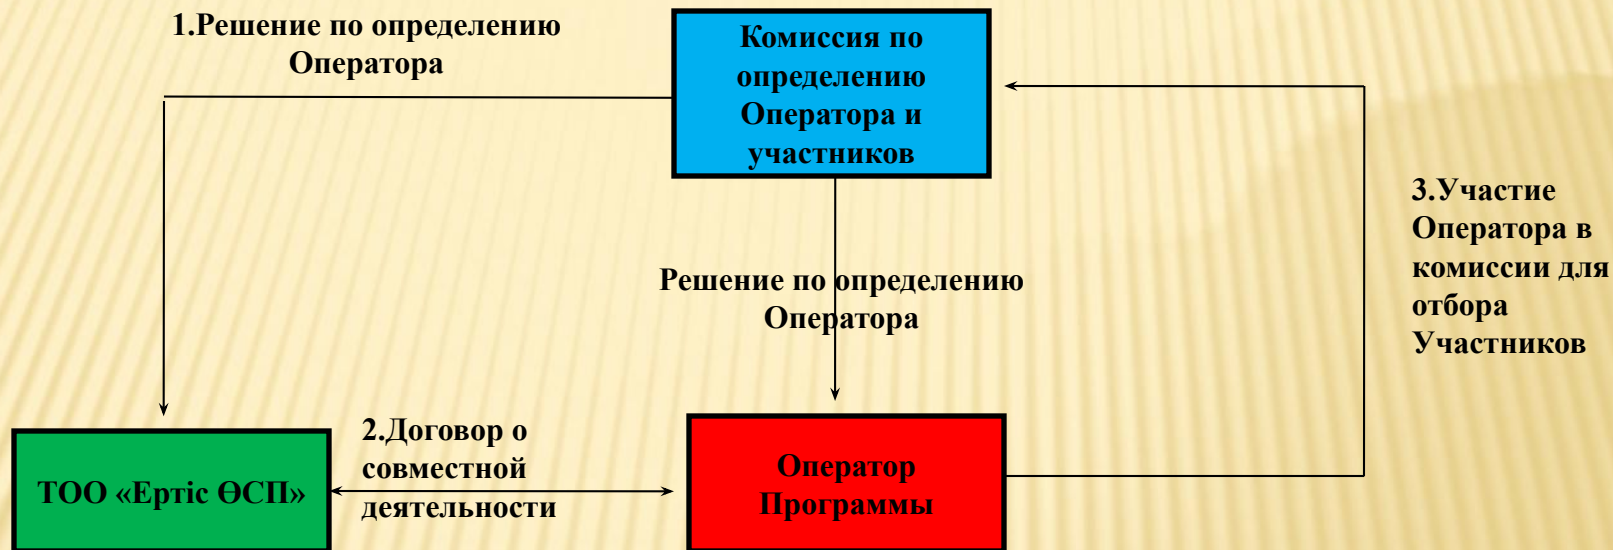 1.Решение по определению
Оператора
Комиссия по
определению
Оператора и
участников
3.Участие
Оператора в
комиссии для
отбора
Участников
Решение по определению
Оператора
2.Договор о
совместной
деятельности
ТОО «Ертіс ӨСП»
Оператор
Программы